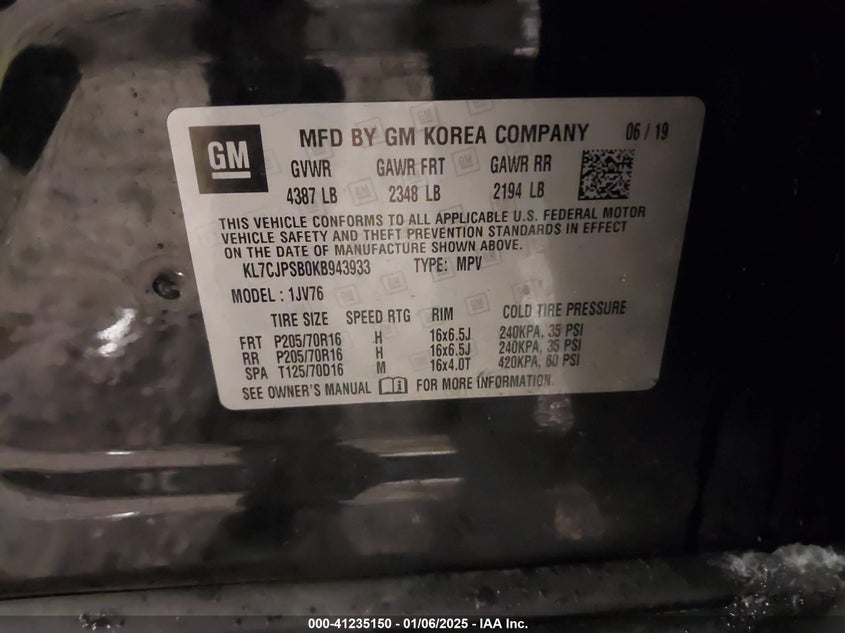 GM
MFD BY GM KOREA COMPANY 06 / 19
GVWR GAWR FRT GAWR RR
4387 LB 2348 LB 2194 LB
THIS VEHICLE CONFORMS TO ALL APPLICABLE U.S. FEDERAL MOTOR
VEHICLE SAFETY AND THEFT PREVENTION STANDARDS IN EFFECT
ON THE DATE OF MANUFACTURE SHOWN ABOVE.
KL7CJPSB0KB943933 TYPE: MPV
MODEL : 1JV76
TIRE SIZE SPEED RTG RIM COLD TIRE PRESSURE
FRT P205/70R16 H 16x6.5J 240KPA, 35 PSI
RR P205/70R16 H 16x6.5J 240KPA, 35 PSI
SPA T125/70D16 M 16x4.0T 420KPA, 60 PSI
SEE OWNER'S MANUAL FOR MORE INFORMATION.
000-41235150 - 01/06/2025 - IAA Inc.